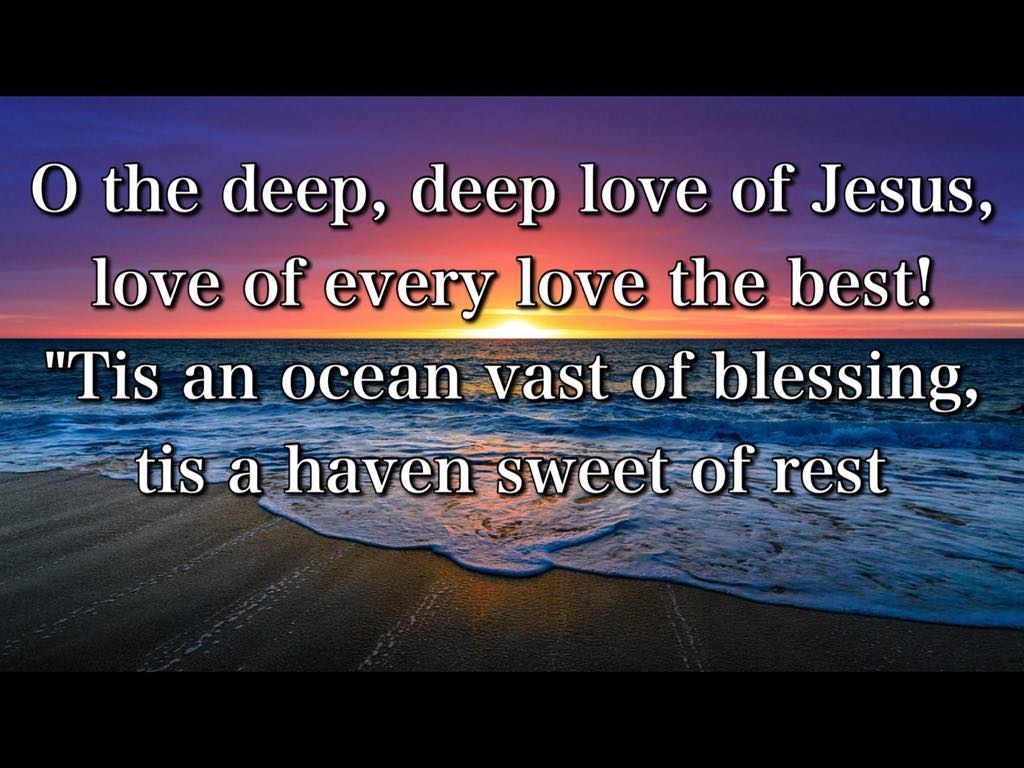 O the deep, deep love of Jesus,
love of every love the best!
"Tis an ocean vast of blessing,
tis a haven sweet of rest